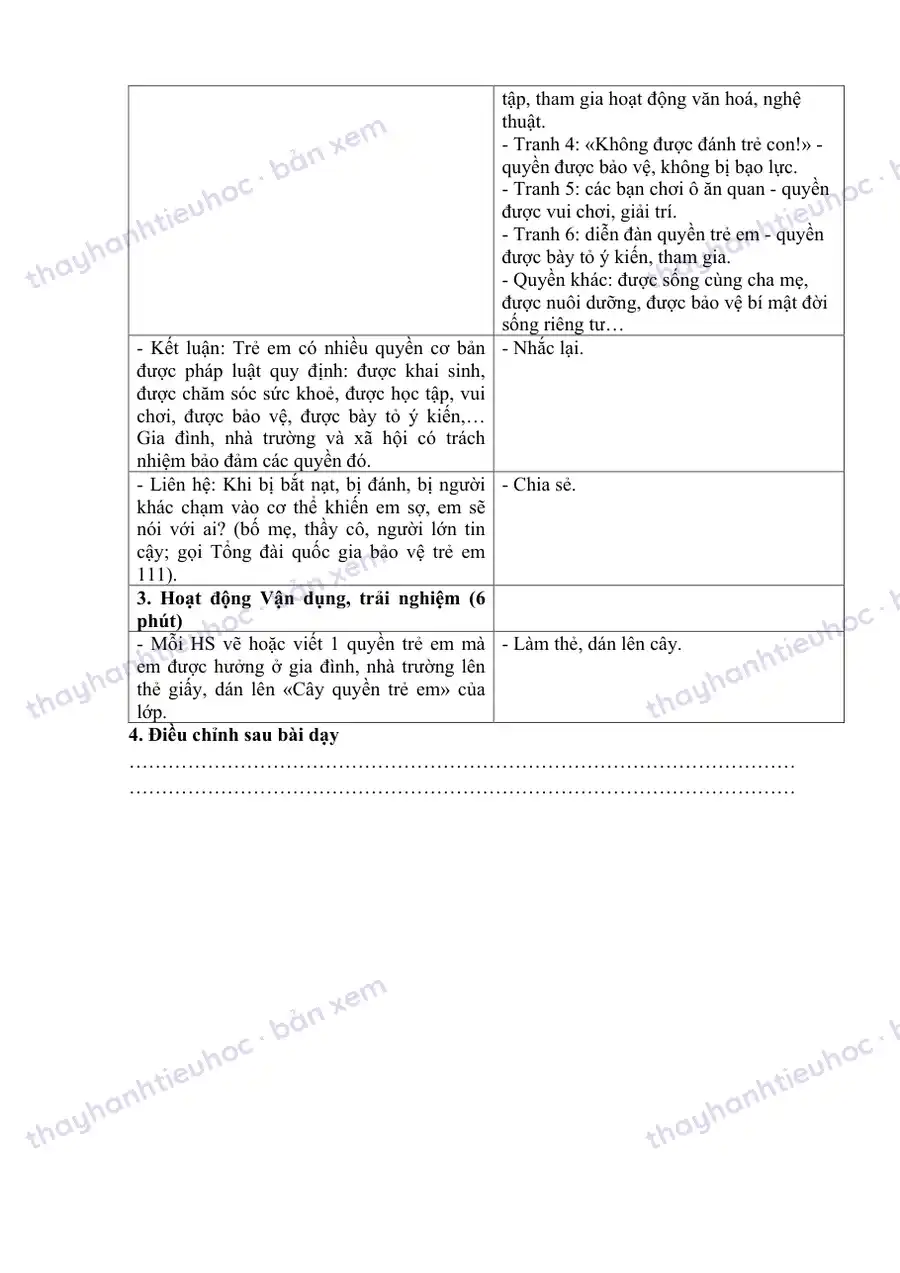 tập, tham gia hoạt động văn hoá, nghệ
thuật.
- Tranh 4: «Không được đánh trẻ con!» -
quyền được bảo vệ, không bị bạo lực.
- Tranh 5: các bạn chơi ô ăn quan - quyền
được vui chơi, giải trí.
- Tranh 6: diễn đàn quyền trẻ em - quyền
được bày tỏ ý kiến, tham gia.
- Quyền khác: được sống cùng cha mẹ,
được nuôi dưỡng, được bảo vệ bí mật đời
sống riêng tư…
- Kết luận: Trẻ em có nhiều quyền cơ bản
được pháp luật quy định: được khai sinh,
được chăm sóc sức khoẻ, được học tập, vui
chơi, được bảo vệ, được bày tỏ ý kiến,…
Gia đình, nhà trường và xã hội có trách
nhiệm bảo đảm các quyền đó.
- Nhắc lại.
- Liên hệ: Khi bị bắt nạt, bị đánh, bị người
khác chạm vào cơ thể khiến em sợ, em sẽ
nói với ai? (bố mẹ, thầy cô, người lớn tin
cậy; gọi Tổng đài quốc gia bảo vệ trẻ em
111).
- Chia sẻ.
3. Hoạt động Vận dụng, trải nghiệm (6
phút)
- Mỗi HS vẽ hoặc viết 1 quyền trẻ em mà
em được hưởng ở gia đình, nhà trường lên
thẻ giấy, dán lên «Cây quyền trẻ em» của
lớp.
- Làm thẻ, dán lên cây.
4. Điều chỉnh sau bài dạy
…………………………………………………………………………………………
…………………………………………………………………………………………
thayhanhtieuhoc · bản xem
thayhanhtieuhoc · b
thayhanhtieuhoc · bản xem
thayhanhtieuhoc · b
thayhanhtieuhoc · bản xem
thayhanhtieuhoc · b